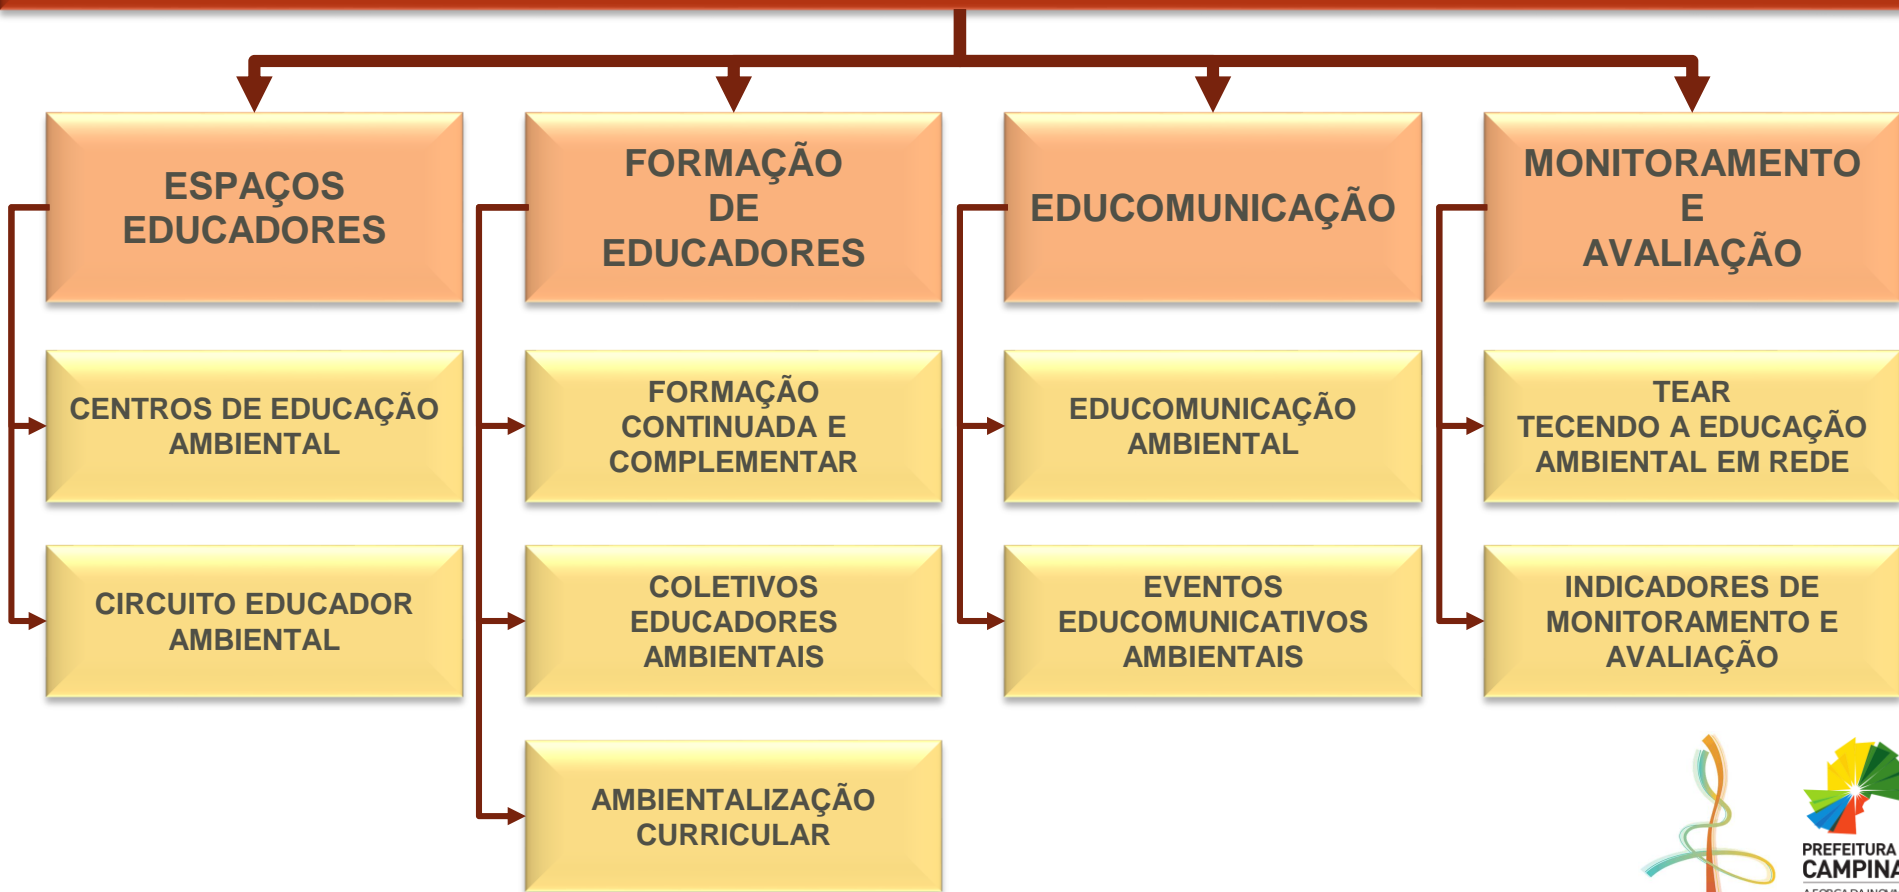 ESPAÇOS
EDUCADORES
CENTROS DE EDUCAÇÃO
AMBIENTAL
CIRCUITO EDUCADOR
AMBIENTAL
FORMAÇÃO
DE
EDUCADORES
FORMAÇÃO
CONTINUADA E
COMPLEMENTAR
COLETIVOS
EDUCADORES
AMBIENTAIS
AMBIENTALIZAÇÃO
CURRICULAR
EDUCOMUNICAÇÃO
EDUCOMUNICAÇÃO
AMBIENTAL
EVENTOS
EDUCOMUNICATIVOS
AMBIENTAIS
MONITORAMENTO
E
AVALIAÇÃO
TEAR
TECENDO A EDUCAÇÃO
AMBIENTAL EM REDE
INDICADORES DE
MONITORAMENTO E
AVALIAÇÃO
PREFEITURA
CAMPINA